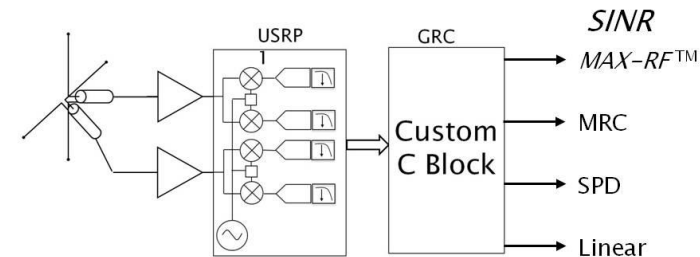 SINR
USRP
1
GRC
MAX-RF™
MRC
Custom
C Block
SPD
Linear